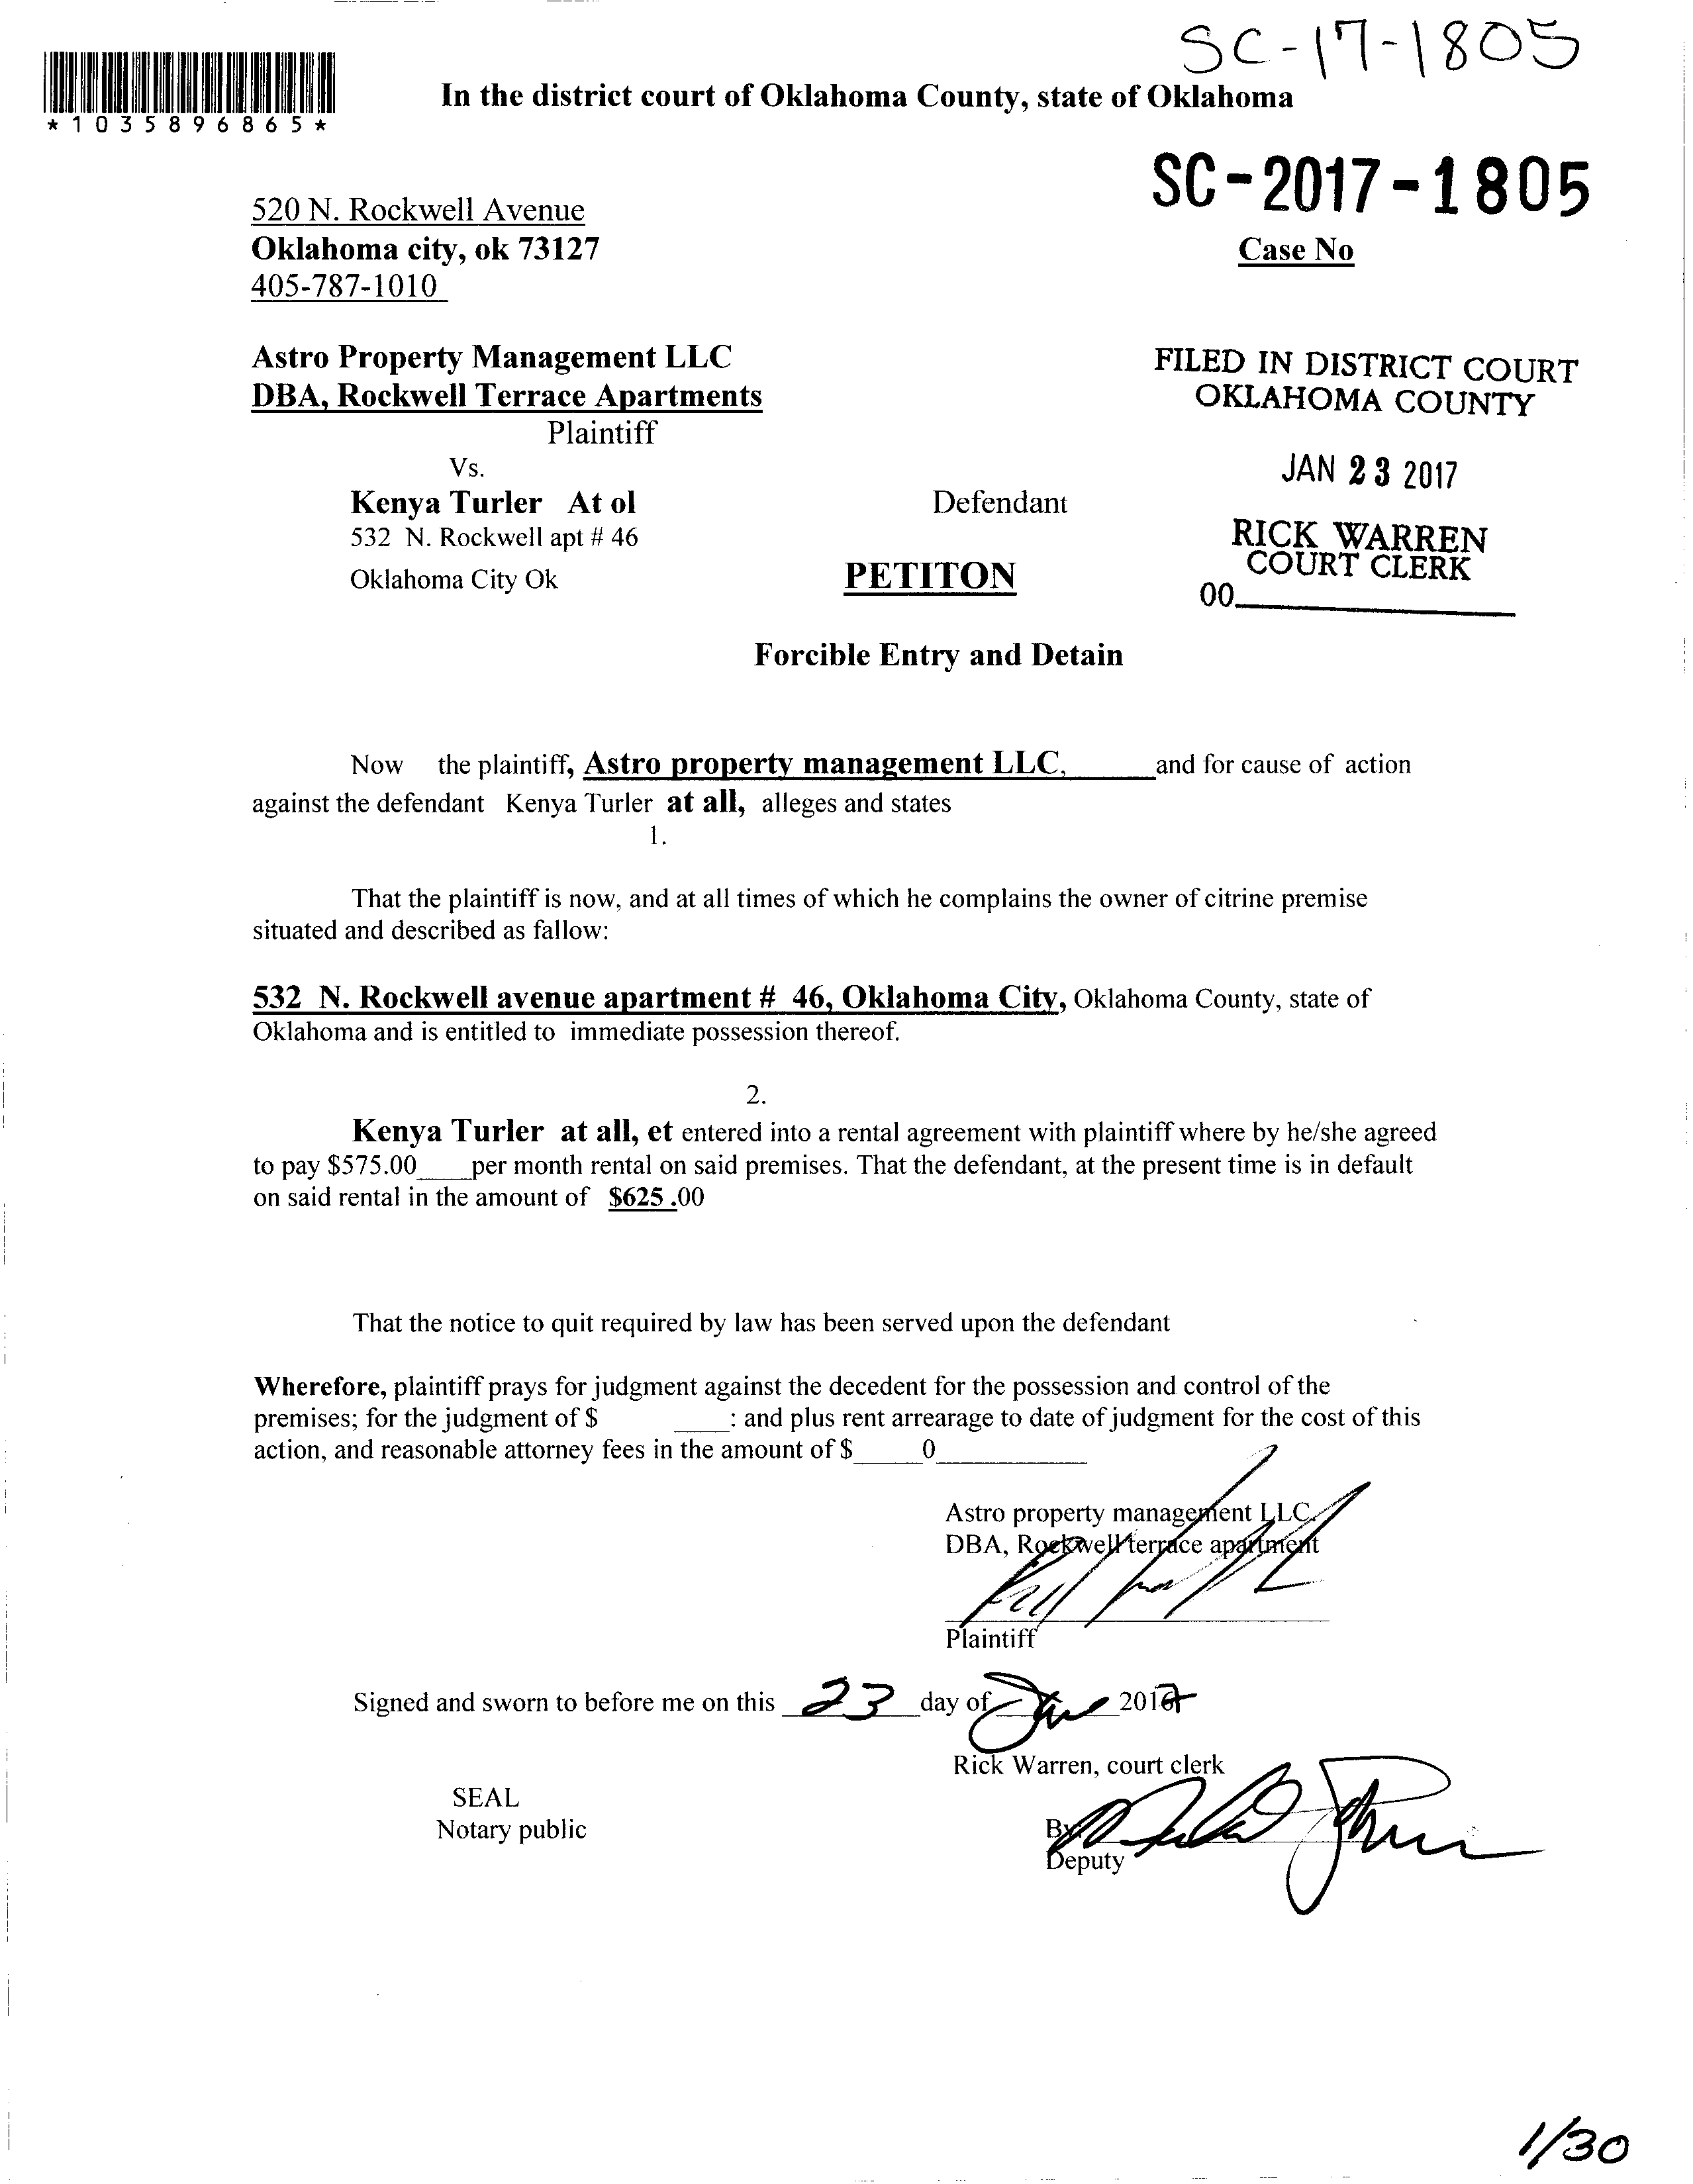 SC-17-1805
*1035896865*
In the district court of Oklahoma County, state of Oklahoma
SC-2017-1805
520 N. Rockwell Avenue
Oklahoma city, ok 73127
Case No
405-787-1010
Astro Property Management LLC
DBA, Rockwell Terrace Apartments
FILED IN DISTRICT COURT
OKLAHOMA COUNTY
Plaintiff
Vs.
JAN 23 2017
Kenya Turler At ol
Defendant
532 N. Rockwell apt # 46
RICK WARREN
COURT CLERK
Oklahoma City Ok
PETITON
00
Forcible Entry and Detain
Now the plaintiff, Astro property management LLC, and for cause of action
against the defendant Kenya Turler at all, alleges and states
1.
That the plaintiff is now, and at all times of which he complains the owner of citrine premise
situated and described as fallow:
532 N. Rockwell avenue apartment # 46, Oklahoma City, Oklahoma County, state of
Oklahoma and is entitled to immediate possession thereof.
2.
Kenya Turler at all, et entered into a rental agreement with plaintiff where by he/she agreed
to pay $575.00____per month rental on said premises. That the defendant, at the present time is in default
on said rental in the amount of $625 .00
That the notice to quit required by law has been served upon the defendant
Wherefore, plaintiff prays for judgment against the decedent for the possession and control of the
premises; for the judgment of $ ____: and plus rent arrearage to date of judgment for the cost of this
action, and reasonable attorney fees in the amount of $_____0___________
Astro property management LLC
DBA, Rockwell terrace apartment
Plaintiff
Signed and sworn to before me on this 23 day of 2017
Rick Warren, court clerk
SEAL
Notary public
By:
Deputy
1/30